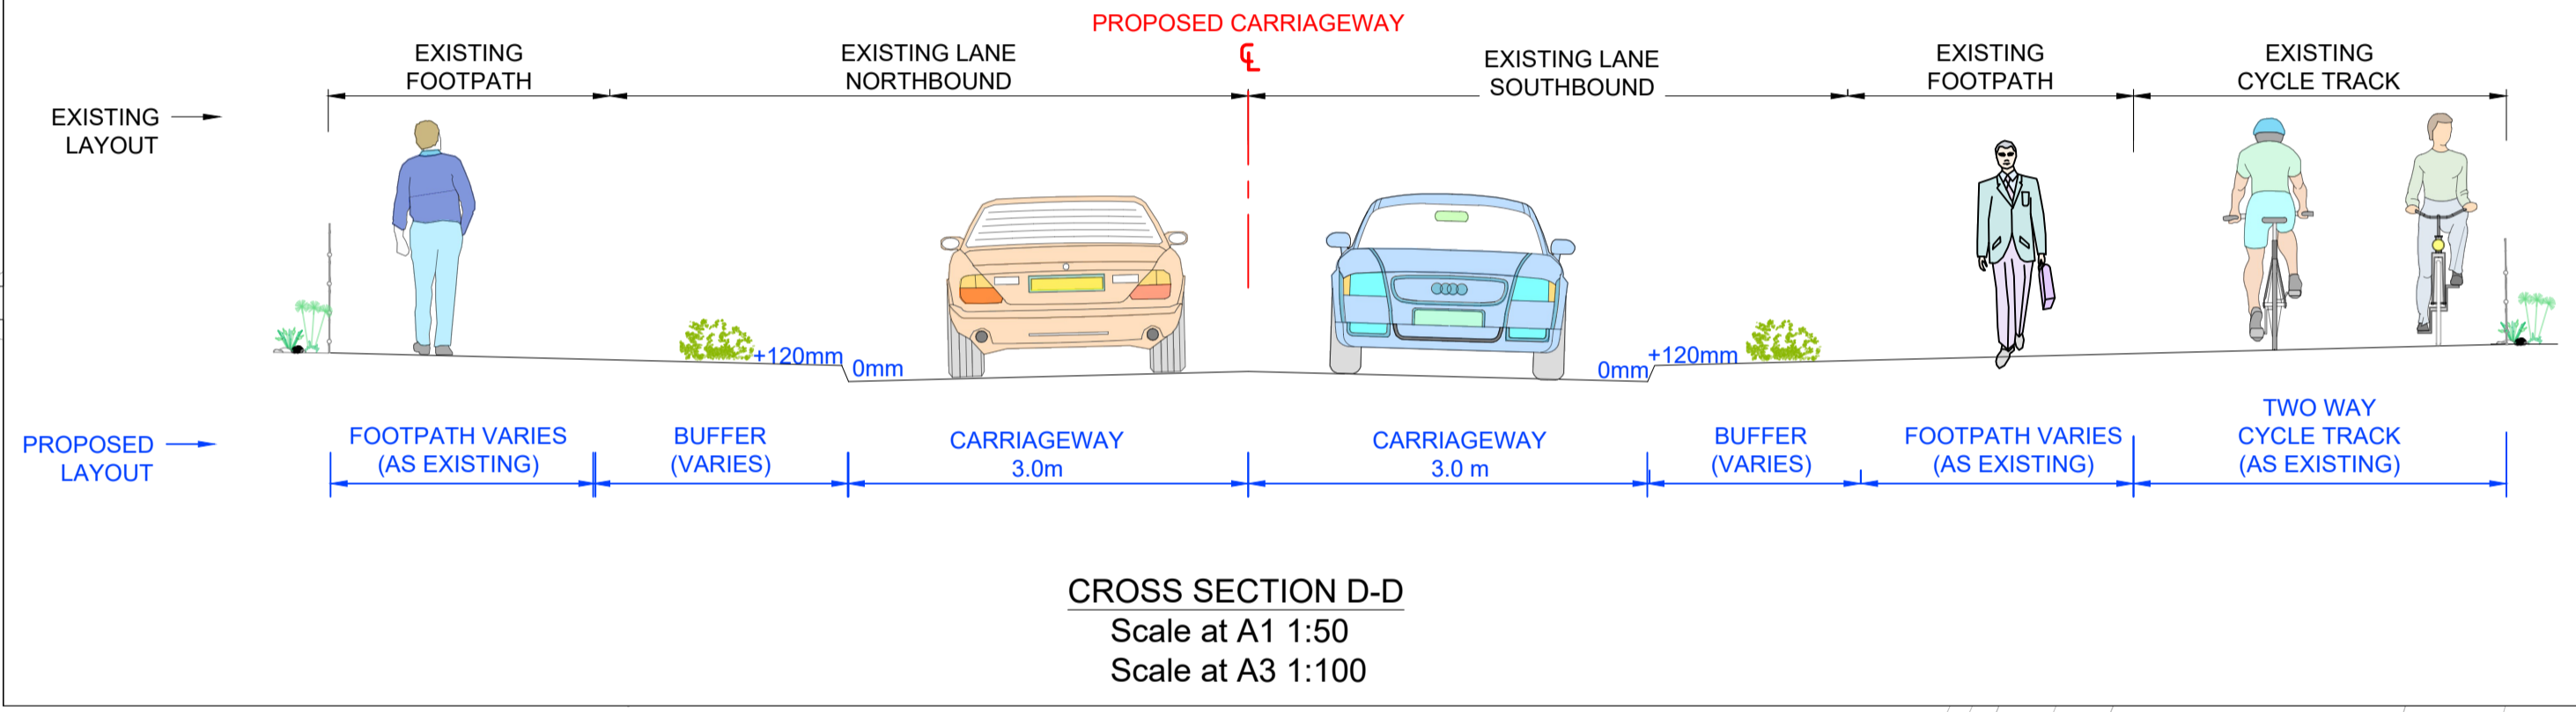 PROPOSED CARRIAGEWAY
℄
EXISTING
FOOTPATH
EXISTING LANE
NORTHBOUND
EXISTING LANE
SOUTHBOUND
EXISTING
FOOTPATH
EXISTING
CYCLE TRACK
EXISTING
LAYOUT
+120mm
0mm
0mm
+120mm
PROPOSED
LAYOUT
FOOTPATH VARIES
(AS EXISTING)
BUFFER
(VARIES)
CARRIAGEWAY
3.0m
CARRIAGEWAY
3.0 m
BUFFER
(VARIES)
FOOTPATH VARIES
(AS EXISTING)
TWO WAY
CYCLE TRACK
(AS EXISTING)
CROSS SECTION D-D
Scale at A1 1:50
Scale at A3 1:100